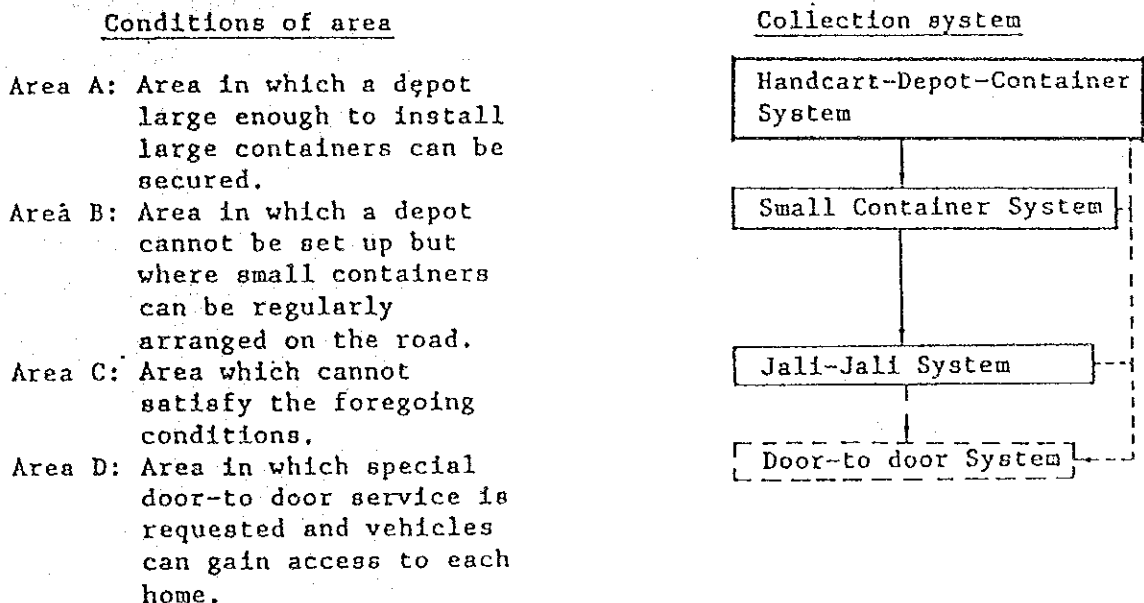 Conditions of area
Area A: Area in which a depot
large enough to install
large containers can be
secured.
Area B: Area in which a depot
cannot be set up but
where small containers
can be regularly
arranged on the road.
Area C: Area which cannot
satisfy the foregoing
conditions.
Area D: Area in which special
door-to door service is
requested and vehicles
can gain access to each
home.
Collection system
Handcart-Depot-Container
System
Small Container System
Jali-Jali System
Door-to door System